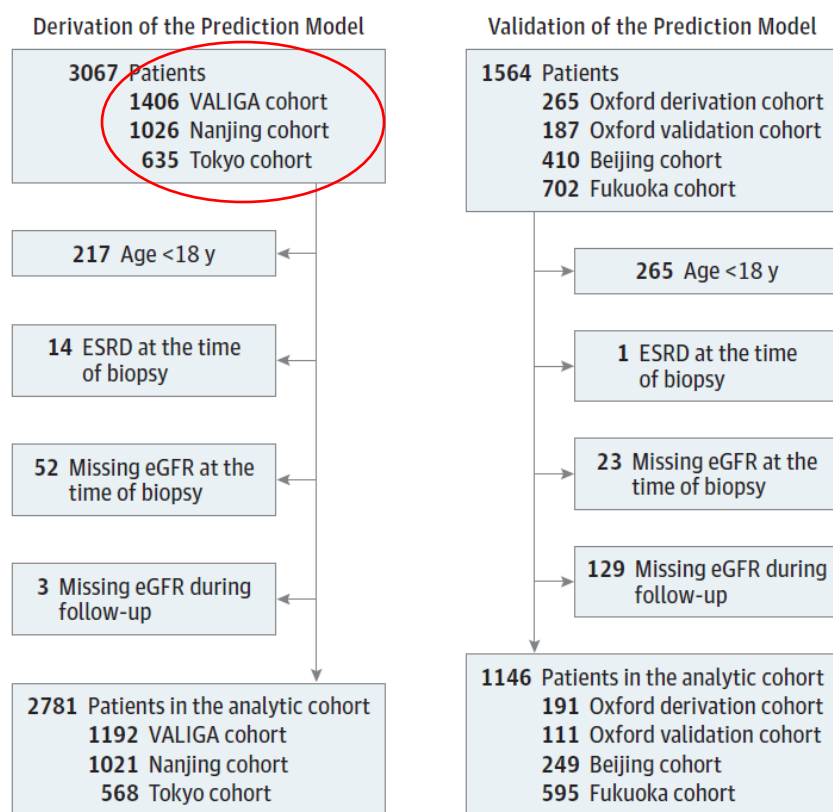 Derivation of the Prediction Model
3067 Patients
1406 VALIGA cohort
1026 Nanjing cohort
635 Tokyo cohort
217 Age <18 y
14 ESRD at the time
of biopsy
52 Missing eGFR at the
time of biopsy
3 Missing eGFR during
follow-up
2781 Patients in the analytic cohort
1192 VALIGA cohort
1021 Nanjing cohort
568 Tokyo cohort
Validation of the Prediction Model
1564 Patients
265 Oxford derivation cohort
187 Oxford validation cohort
410 Beijing cohort
702 Fukuoka cohort
265 Age <18 y
1 ESRD at the time
of biopsy
23 Missing eGFR at the
time of biopsy
129 Missing eGFR during
follow-up
1146 Patients in the analytic cohort
191 Oxford derivation cohort
111 Oxford validation cohort
249 Beijing cohort
595 Fukuoka cohort